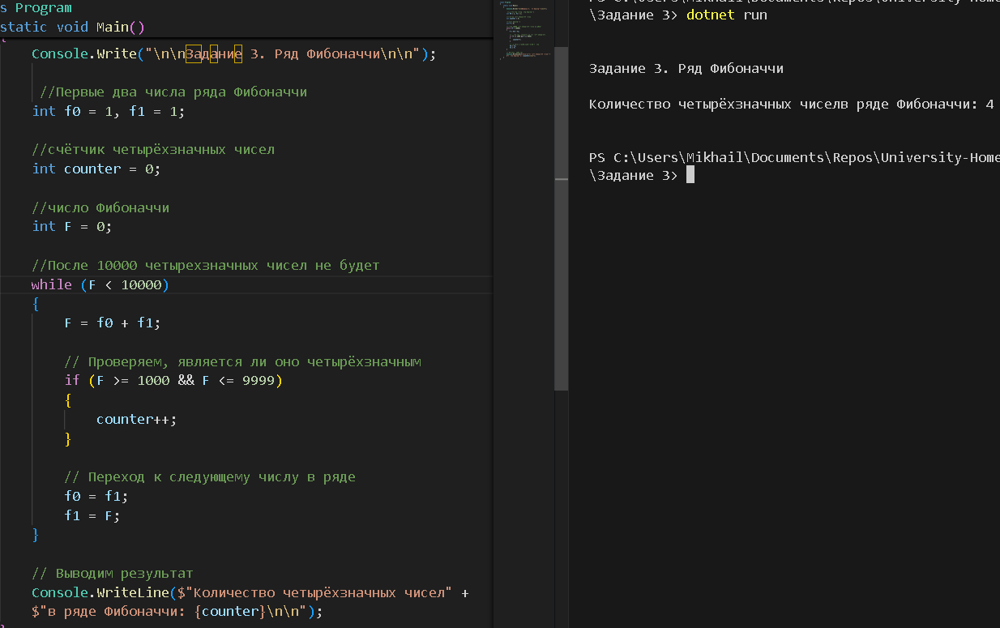 s Program
static void Main()
{
Console.Write("\n\nЗадание 3. Ряд Фибоначчи\n\n");
//Первые два числа ряда Фибоначчи
int f0 = 1, f1 = 1;
//счётчик четырёхзначных чисел
int counter = 0;
//число Фибоначчи
int F = 0;
//После 10000 четырехзначных чисел не будет
while (F < 10000)
{
F = f0 + f1;
// Проверяем, является ли оно четырёхзначным
if (F >= 1000 && F <= 9999)
{
counter++;
}
// Переход к следующему числу в ряде
f0 = f1;
f1 = F;
}
// Выводим результат
Console.WriteLine($"Количество четырёхзначных чисел" +
$"в ряде Фибоначчи: {counter}\n\n");
}
PS C:\Users\Mikhail\Documents\Repos\University-Home
\Задание 3> dotnet run
Задание 3. Ряд Фибоначчи
Количество четырёхзначных чиселв ряде Фибоначчи: 4
PS C:\Users\Mikhail\Documents\Repos\University-Home
\Задание 3>